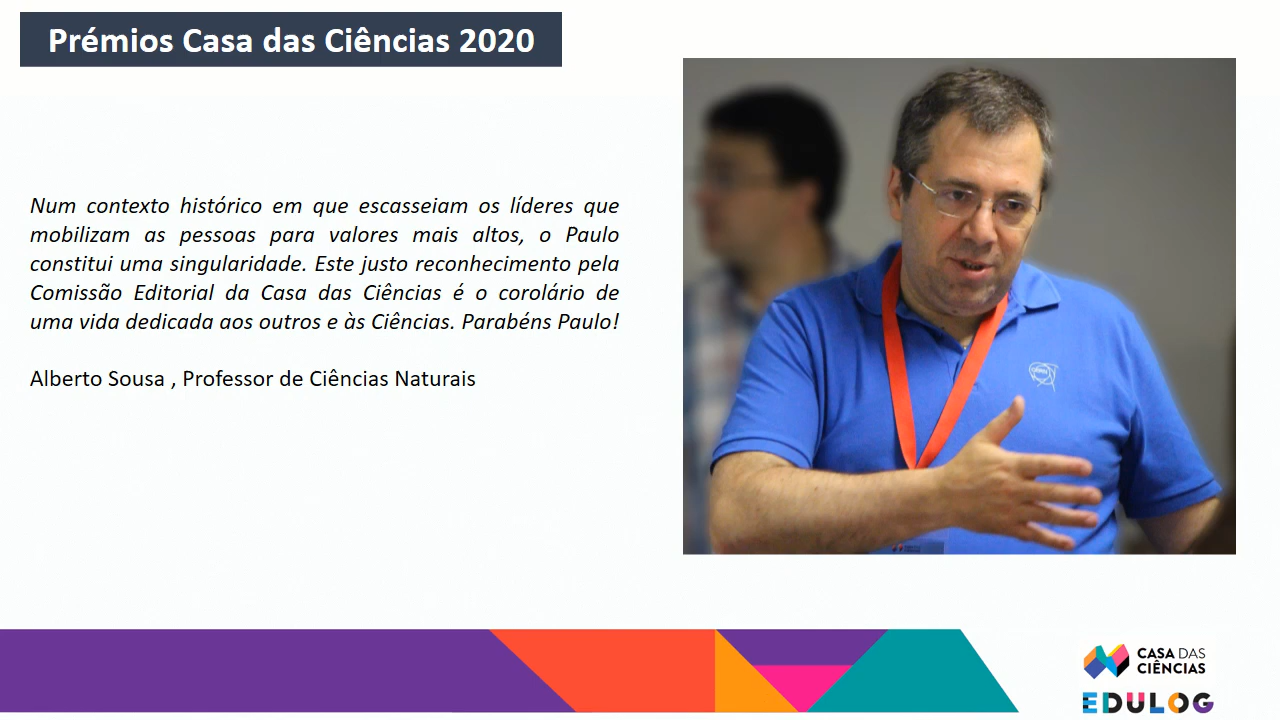 Prémios Casa das Ciências 2020
Num contexto histórico em que escasseiam os líderes que
mobilizam as pessoas para valores mais altos, o Paulo
constitui uma singularidade. Este justo reconhecimento pela
Comissão Editorial da Casa das Ciências é o corolário de
uma vida dedicada aos outros e às Ciências. Parabéns Paulo!
Alberto Sousa , Professor de Ciências Naturais
CERN
CASA DAS
CIÊNCIAS
EDULOG